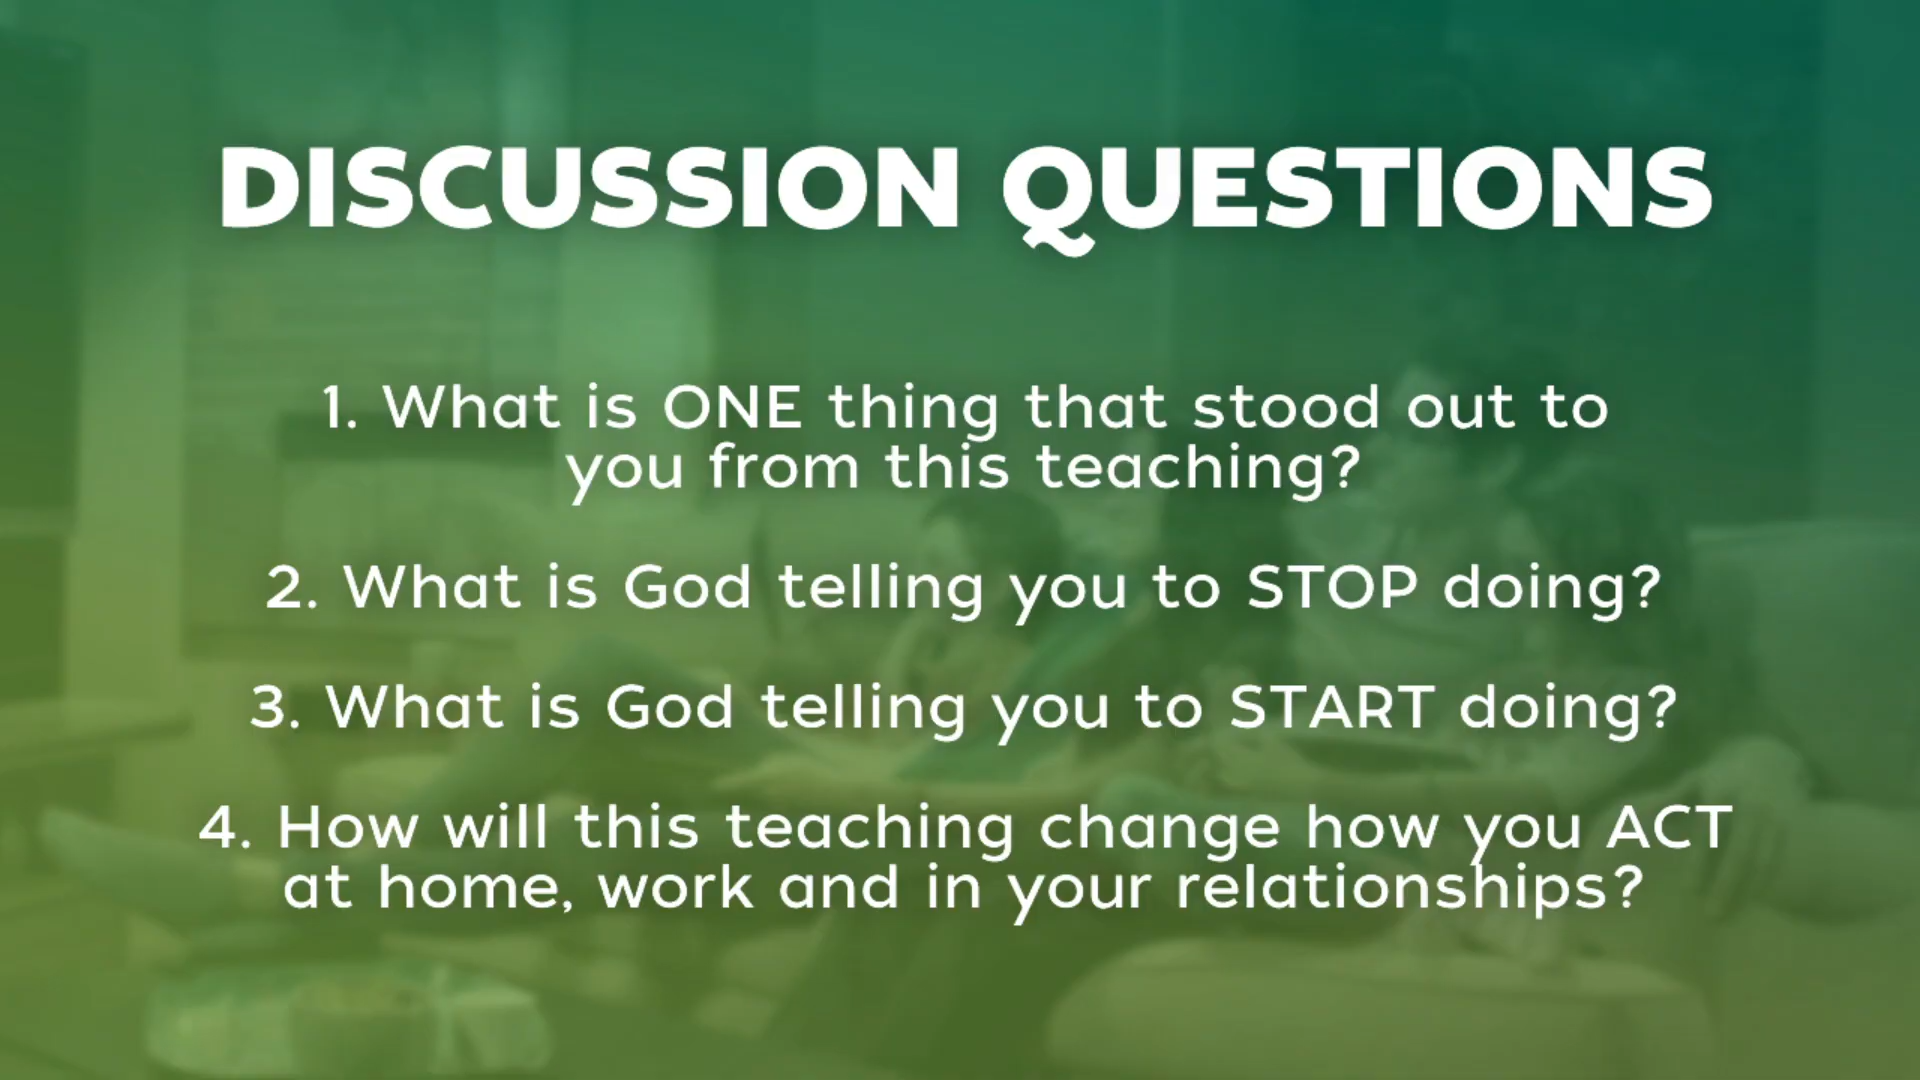 DISCUSSION QUESTIONS
1. What is ONE thing that stood out to
you from this teaching?
2. What is God telling you to STOP doing?
3. What is God telling you to START doing?
4. How will this teaching change how you ACT
at home, work and in your relationships?